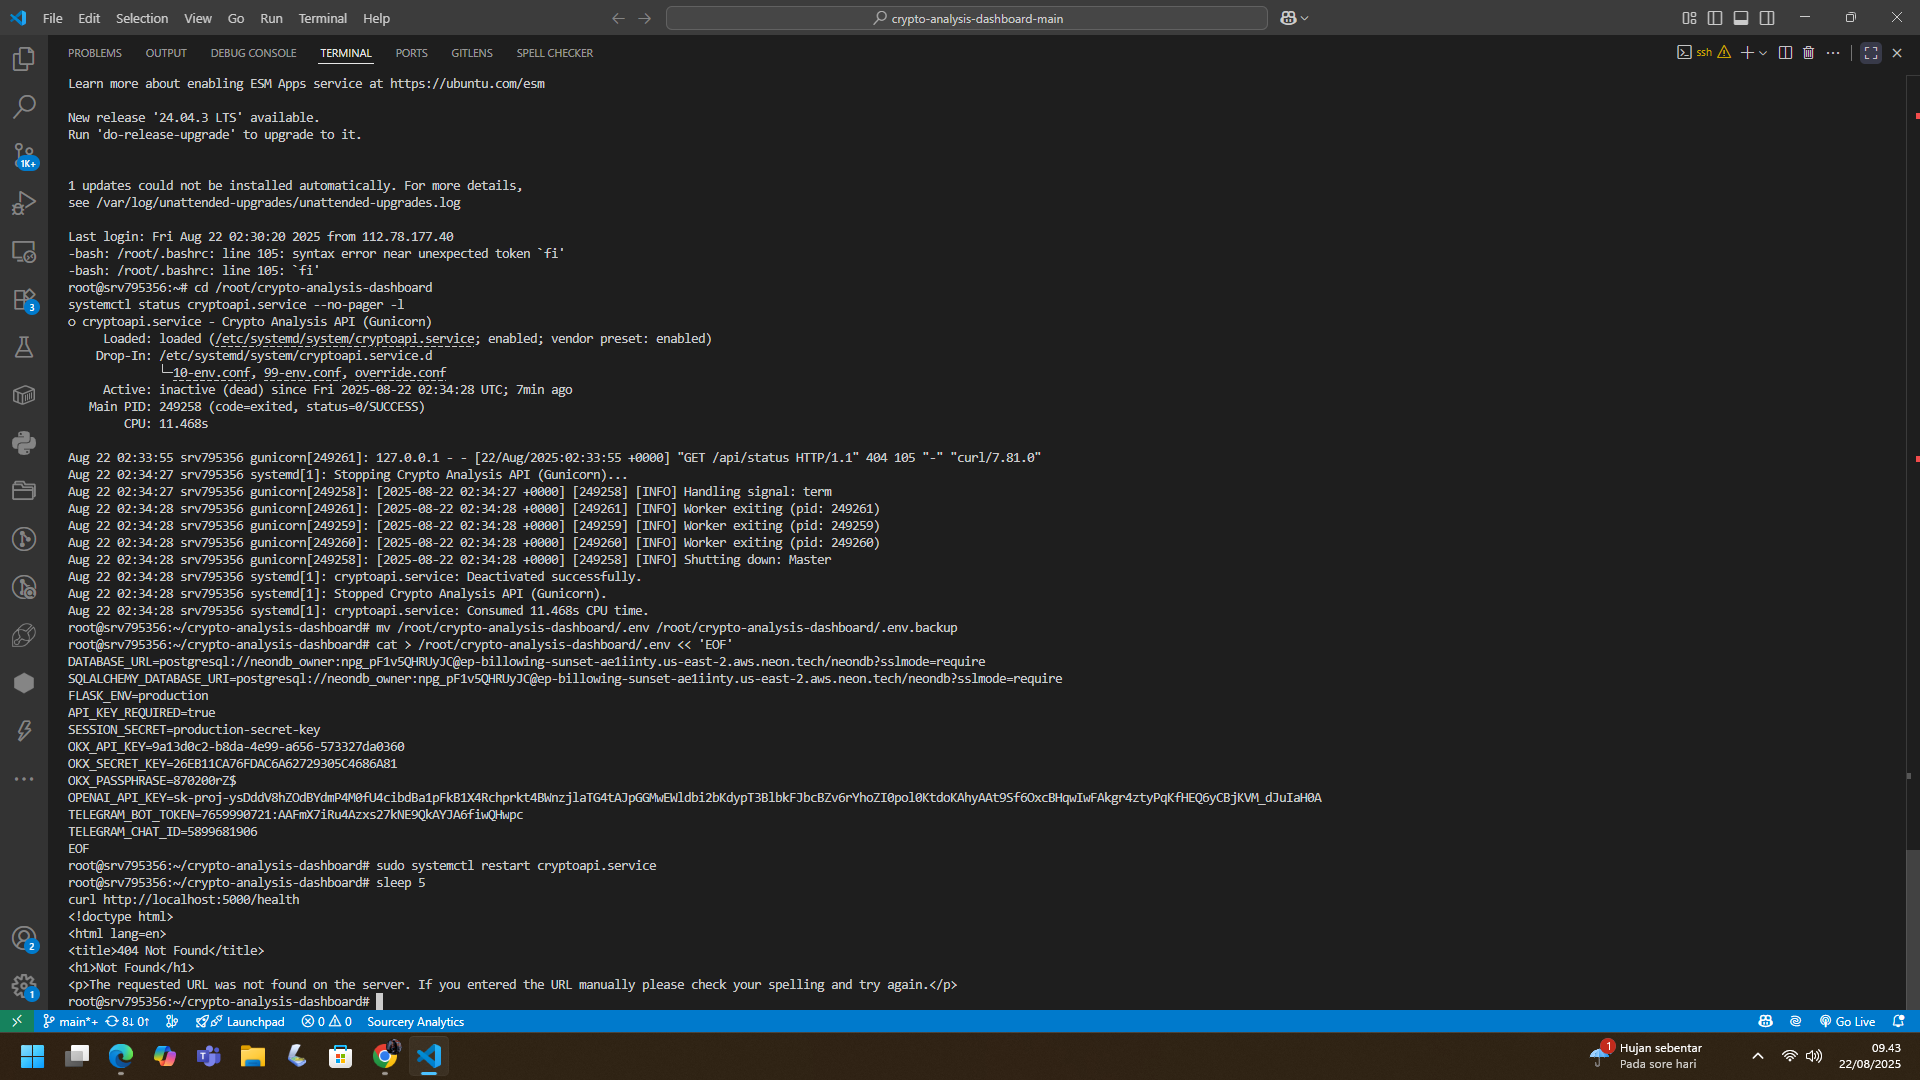 File Edit Selection View Go Run Terminal Help
crypto-analysis-dashboard-main
PROBLEMS OUTPUT DEBUG CONSOLE TERMINAL PORTS GITLENS SPELL CHECKER
ssh
Learn more about enabling ESM Apps service at https://ubuntu.com/esm
New release '24.04.3 LTS' available.
Run 'do-release-upgrade' to upgrade to it.
1 updates could not be installed automatically. For more details,
see /var/log/unattended-upgrades/unattended-upgrades.log
Last login: Fri Aug 22 02:30:20 2025 from 112.78.177.40
-bash: /root/.bashrc: line 105: syntax error near unexpected token `fi'
-bash: /root/.bashrc: line 105: `fi'
root@srv795356:~# cd /root/crypto-analysis-dashboard
systemctl status cryptoapi.service --no-pager -l
○ cryptoapi.service - Crypto Analysis API (Gunicorn)
Loaded: loaded (/etc/systemd/system/cryptoapi.service; enabled; vendor preset: enabled)
Drop-In: /etc/systemd/system/cryptoapi.service.d
└─10-env.conf, 99-env.conf, override.conf
Active: inactive (dead) since Fri 2025-08-22 02:34:28 UTC; 7min ago
Main PID: 249258 (code=exited, status=0/SUCCESS)
CPU: 11.468s
Aug 22 02:33:55 srv795356 gunicorn[249261]: 127.0.0.1 - - [22/Aug/2025:02:33:55 +0000] "GET /api/status HTTP/1.1" 404 105 "-" "curl/7.81.0"
Aug 22 02:34:27 srv795356 systemd[1]: Stopping Crypto Analysis API (Gunicorn)...
Aug 22 02:34:27 srv795356 gunicorn[249258]: [2025-08-22 02:34:27 +0000] [249258] [INFO] Handling signal: term
Aug 22 02:34:28 srv795356 gunicorn[249261]: [2025-08-22 02:34:28 +0000] [249261] [INFO] Worker exiting (pid: 249261)
Aug 22 02:34:28 srv795356 gunicorn[249259]: [2025-08-22 02:34:28 +0000] [249259] [INFO] Worker exiting (pid: 249259)
Aug 22 02:34:28 srv795356 gunicorn[249260]: [2025-08-22 02:34:28 +0000] [249260] [INFO] Worker exiting (pid: 249260)
Aug 22 02:34:28 srv795356 gunicorn[249258]: [2025-08-22 02:34:28 +0000] [249258] [INFO] Shutting down: Master
Aug 22 02:34:28 srv795356 systemd[1]: cryptoapi.service: Deactivated successfully.
Aug 22 02:34:28 srv795356 systemd[1]: Stopped Crypto Analysis API (Gunicorn).
Aug 22 02:34:28 srv795356 systemd[1]: cryptoapi.service: Consumed 11.468s CPU time.
root@srv795356:~/crypto-analysis-dashboard# mv /root/crypto-analysis-dashboard/.env /root/crypto-analysis-dashboard/.env.backup
root@srv795356:~/crypto-analysis-dashboard# cat > /root/crypto-analysis-dashboard/.env << 'EOF'
DATABASE_URL=postgresql://neondb_owner:npg_pF1v5QHRUyJC@ep-billowing-sunset-ae1iinty.us-east-2.aws.neon.tech/neondb?sslmode=require
SQLALCHEMY_DATABASE_URI=postgresql://neondb_owner:npg_pF1v5QHRUyJC@ep-billowing-sunset-ae1iinty.us-east-2.aws.neon.tech/neondb?sslmode=require
FLASK_ENV=production
API_KEY_REQUIRED=true
SESSION_SECRET=production-secret-key
OKX_API_KEY=9a13d0c2-b8da-4e99-a656-573327da0360
OKX_SECRET_KEY=26EB11CA76FDAC6A62729305C4686A81
OKX_PASSPHRASE=870200rZ$
OPENAI_API_KEY=
TELEGRAM_BOT_TOKEN=7659990721:AAFmX7iRu4Azxs27kNE9QkAYJA6fiwQHwpc
TELEGRAM_CHAT_ID=5899681906
EOF
root@srv795356:~/crypto-analysis-dashboard# sudo systemctl restart cryptoapi.service
root@srv795356:~/crypto-analysis-dashboard# sleep 5
curl http://localhost:5000/health
<!doctype html>
<html lang=en>
<title>404 Not Found</title>
<h1>Not Found</h1>
<p>The requested URL was not found on the server. If you entered the URL manually please check your spelling and try again.</p>
root@srv795356:~/crypto-analysis-dashboard#
1K+
3
2
1
main*+ 8↓ 0↑ Launchpad 0 0 Sourcery Analytics Go Live
1 Hujan sebentar
Pada sore hari
09.43
22/08/2025